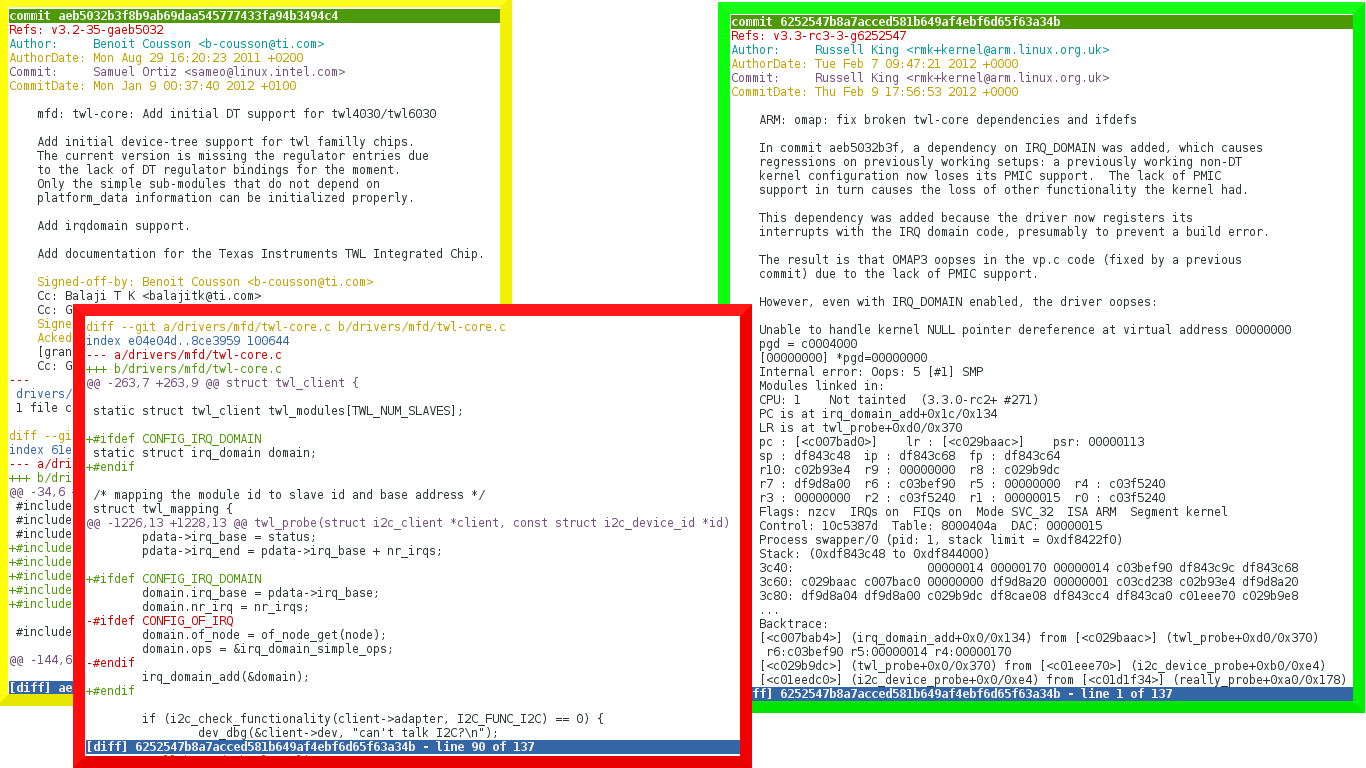 commit aeb5032b3f8b9ab69daa545777433fa94b3494c4
Refs: v3.2-35-gaeb5032
Author:     Benoit Cousson <b-cousson@ti.com>
AuthorDate: Mon Aug 29 16:20:23 2011 +0200
Commit:     Samuel Ortiz <sameo@linux.intel.com>
CommitDate: Mon Jan 9 00:37:40 2012 +0100
mfd: twl-core: Add initial DT support for twl4030/twl6030
Add initial device-tree support for twl familly chips.
The current version is missing the regulator entries due
to the lack of DT regulator bindings for the moment.
Only the simple sub-modules that do not depend on
platform_data information can be initialized properly.
Add irqdomain support.
Add documentation for the Texas Instruments TWL Integrated Chip.
Signed-off-by: Benoit Cousson <b-cousson@ti.com>
Cc: Balaji T K <balajitk@ti.com>
Cc: G
Signe
Acked
[gran
Cc: G
---
drivers/
1 file c
diff --git
index 61e
--- a/dri
+++ b/dri
@@ -34,6
#include
#include
#include
+#include
+#include
+#include
+#include
+#include
#include
@@ -144,6
[diff] ae
diff --git a/drivers/mfd/twl-core.c b/drivers/mfd/twl-core.c
index e04e04d..8ce3959 100644
--- a/drivers/mfd/twl-core.c
+++ b/drivers/mfd/twl-core.c
@@ -263,7 +263,9 @@ struct twl_client {
static struct twl_client twl_modules[TWL_NUM_SLAVES];
+#ifdef CONFIG_IRQ_DOMAIN
static struct irq_domain domain;
+#endif
/* mapping the module id to slave id and base address */
struct twl_mapping {
@@ -1226,13 +1228,13 @@ twl_probe(struct i2c_client *client, const struct i2c_device_id *id)
pdata->irq_base = status;
pdata->irq_end = pdata->irq_base + nr_irqs;
+#ifdef CONFIG_IRQ_DOMAIN
domain.irq_base = pdata->irq_base;
domain.nr_irq = nr_irqs;
-#ifdef CONFIG_OF_IRQ
domain.of_node = of_node_get(node);
domain.ops = &irq_domain_simple_ops;
-#endif
irq_domain_add(&domain);
+#endif
if (i2c_check_functionality(client->adapter, I2C_FUNC_I2C) == 0) {
dev_dbg(&client->dev, "can't talk I2C?\n");
[diff] 6252547b8a7acced581b649af4ebf6d65f63a34b - line 90 of 137
commit 6252547b8a7acced581b649af4ebf6d65f63a34b
Refs: v3.3-rc3-3-g6252547
Author:     Russell King <rmk+kernel@arm.linux.org.uk>
AuthorDate: Tue Feb 7 09:47:21 2012 +0000
Commit:     Russell King <rmk+kernel@arm.linux.org.uk>
CommitDate: Thu Feb 9 17:56:53 2012 +0000
ARM: omap: fix broken twl-core dependencies and ifdefs
In commit aeb5032b3f, a dependency on IRQ_DOMAIN was added, which causes
regressions on previously working setups: a previously working non-DT
kernel configuration now loses its PMIC support.  The lack of PMIC
support in turn causes the loss of other functionality the kernel had.
This dependency was added because the driver now registers its
interrupts with the IRQ domain code, presumably to prevent a build error.
The result is that OMAP3 oopses in the vp.c code (fixed by a previous
commit) due to the lack of PMIC support.
However, even with IRQ_DOMAIN enabled, the driver oopses:
Unable to handle kernel NULL pointer dereference at virtual address 00000000
pgd = c0004000
[00000000] *pgd=00000000
Internal error: Oops: 5 [#1] SMP
Modules linked in:
CPU: 1    Not tainted  (3.3.0-rc2+ #271)
PC is at irq_domain_add+0x1c/0x134
LR is at twl_probe+0xd0/0x370
pc : [<c007bad0>]    lr : [<c029baac>]    psr: 00000113
sp : df843c48  ip : df843c68  fp : df843c64
r10: c02b93e4  r9 : 00000000  r8 : c029b9dc
r7 : df9d8a00  r6 : c03bef90  r5 : 00000000  r4 : c03f5240
r3 : 00000000  r2 : c03f5240  r1 : 00000015  r0 : c03f5240
Flags: nzcv  IRQs on  FIQs on  Mode SVC_32  ISA ARM  Segment kernel
Control: 10c5387d  Table: 8000404a  DAC: 00000015
Process swapper/0 (pid: 1, stack limit = 0xdf8422f0)
Stack: (0xdf843c48 to 0xdf844000)
3c40:                   00000014 00000170 00000014 c03bef90 df843c9c df843c68
3c60: c029baac c007bac0 00000000 df9d8a20 00000001 c03cd238 c02b93e4 df9d8a20
3c80: df9d8a04 df9d8a00 c029b9dc df8cae08 df843cc4 df843ca0 c01eee70 c029b9e8
...
Backtrace:
[<c007bab4>] (irq_domain_add+0x0/0x134) from [<c029baac>] (twl_probe+0xd0/0x370)
r6:c03bef90 r5:00000014 r4:00000170
[<c029b9dc>] (twl_probe+0x0/0x370) from [<c01eee70>] (i2c_device_probe+0xb0/0xe4)
[<c01eedc0>] (i2c_device_probe+0x0/0xe4) from [<c01d1f34>] (really_probe+0xa0/0x178)
ff] 6252547b8a7acced581b649af4ebf6d65f63a34b - line 1 of 137